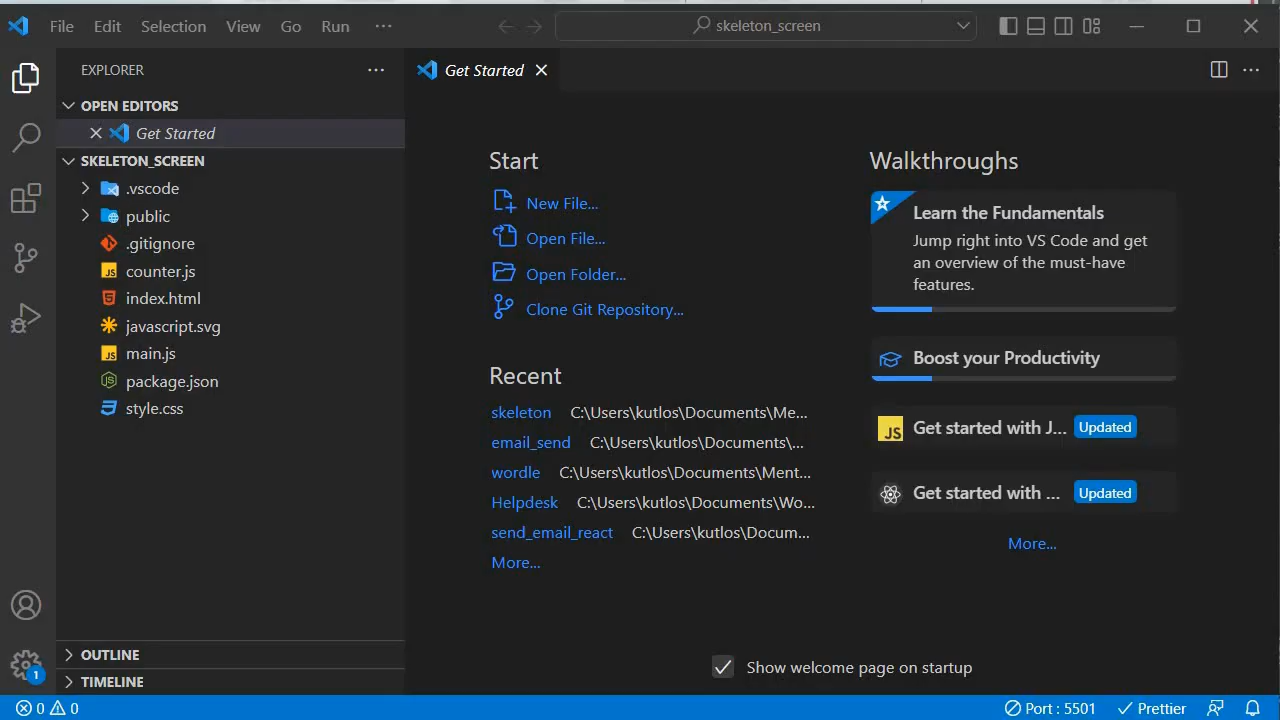 File Edit Selection View Go Run ···
skeleton_screen
EXPLORER ···
OPEN EDITORS
Get Started
SKELETON_SCREEN
.vscode
public
.gitignore
JS counter.js
index.html
javascript.svg
JS main.js
package.json
style.css
OUTLINE
TIMELINE
1
Get Started
Start
New File...
Open File...
Open Folder...
Clone Git Repository...
Recent
skeleton C:\Users\kutlos\Documents\Me...
email_send C:\Users\kutlos\Documents\...
wordle C:\Users\kutlos\Documents\Ment...
Helpdesk C:\Users\kutlos\Documents\Wo...
send_email_react C:\Users\kutlos\Docum...
More...
Walkthroughs
Learn the Fundamentals
Jump right into VS Code and get
an overview of the must-have
features.
Boost your Productivity
JS Get started with J... Updated
Get started with ... Updated
More...
Show welcome page on startup
0 0 Port : 5501 Prettier